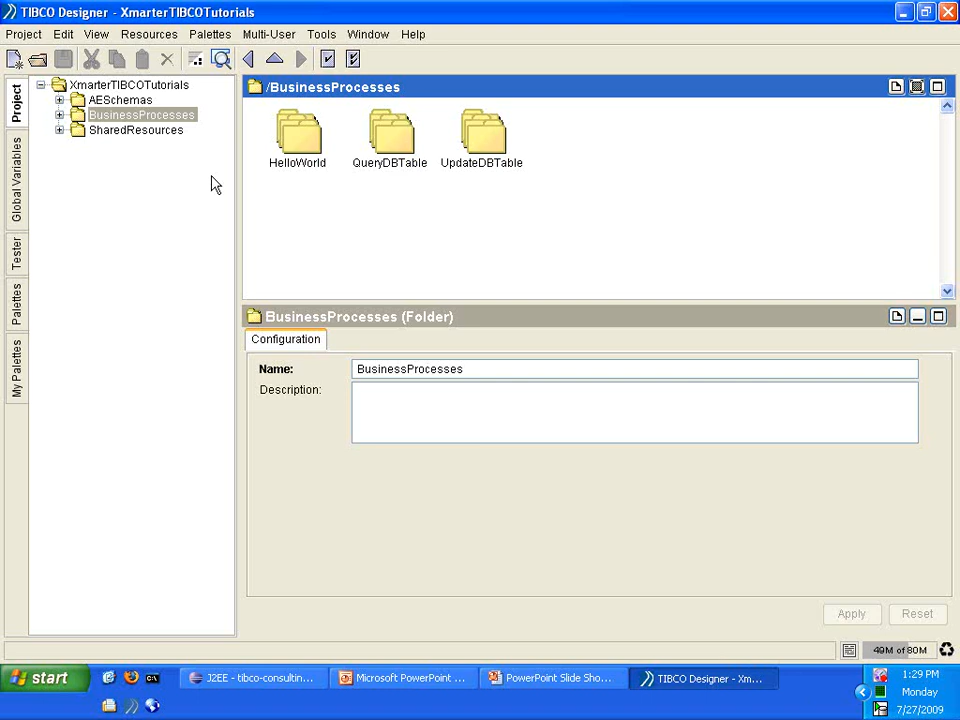 TIBCO Designer - XmarterTIBCOTutorials
Project Edit View Resources Palettes Multi-User Tools Window Help
Project
Global Variables
Tester
Palettes
My Palettes
XmarterTIBCOTutorials
AESchemas
BusinessProcesses
SharedResources
/BusinessProcesses
HelloWorld QueryDBTable UpdateDBTable
BusinessProcesses (Folder)
Configuration
Name: BusinessProcesses
Description:
Apply Reset
49M of 80M
start J2EE - tibco-consultin... Microsoft PowerPoint ... PowerPoint Slide Sho... TIBCO Designer - Xm...
1:29 PM
Monday
7/27/2009